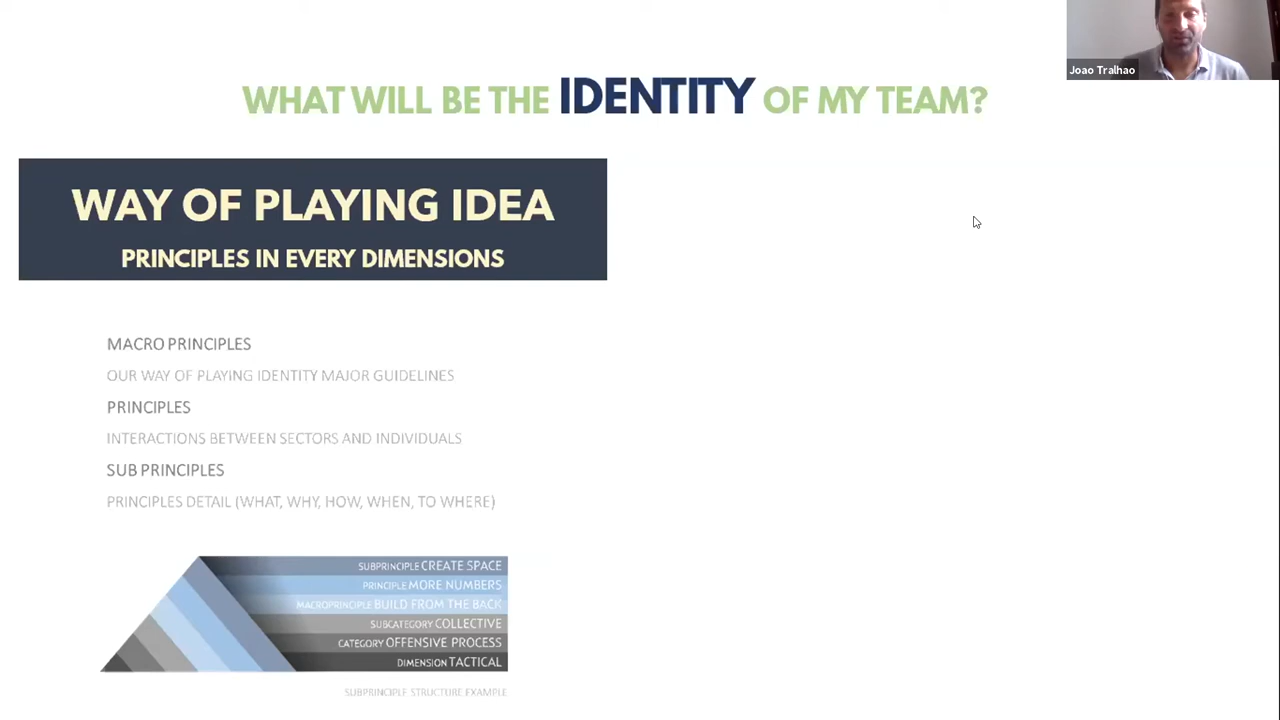 Joao Tralhao
WHAT WILL BE THE IDENTITY OF MY TEAM?
WAY OF PLAYING IDEA
PRINCIPLES IN EVERY DIMENSIONS
MACRO PRINCIPLES
OUR WAY OF PLAYING IDENTITY MAJOR GUIDELINES
PRINCIPLES
INTERACTIONS BETWEEN SECTORS AND INDIVIDUALS
SUB PRINCIPLES
PRINCIPLES DETAIL (WHAT, WHY, HOW, WHEN, TO WHERE)
SUBPRINCIPLE CREATE SPACE
PRINCIPLE MORE NUMBERS
MACROPRINCIPLE BUILD FROM THE BACK
SUBCATEGORY COLLECTIVE
CATEGORY OFFENSIVE PROCESS
DIMENSION TACTICAL
SUBPRINCIPLE STRUCTURE EXAMPLE